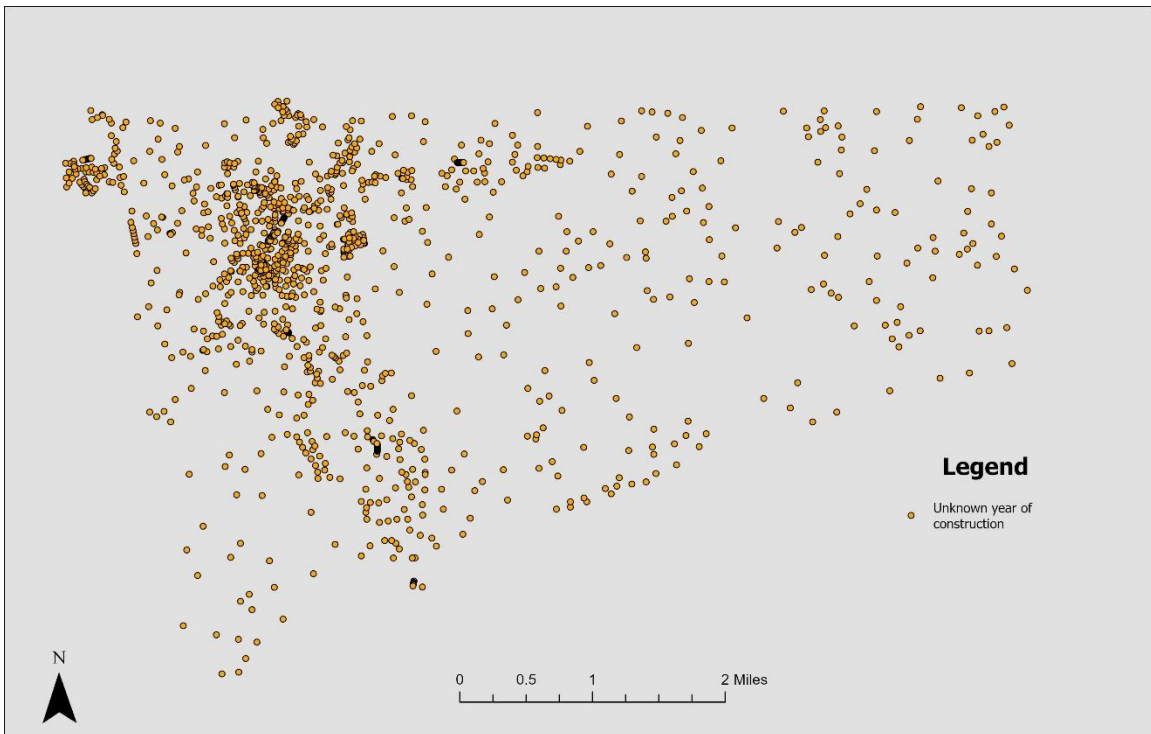 Legend
Unknown year of
construction
N
0 0.5 1 2 Miles